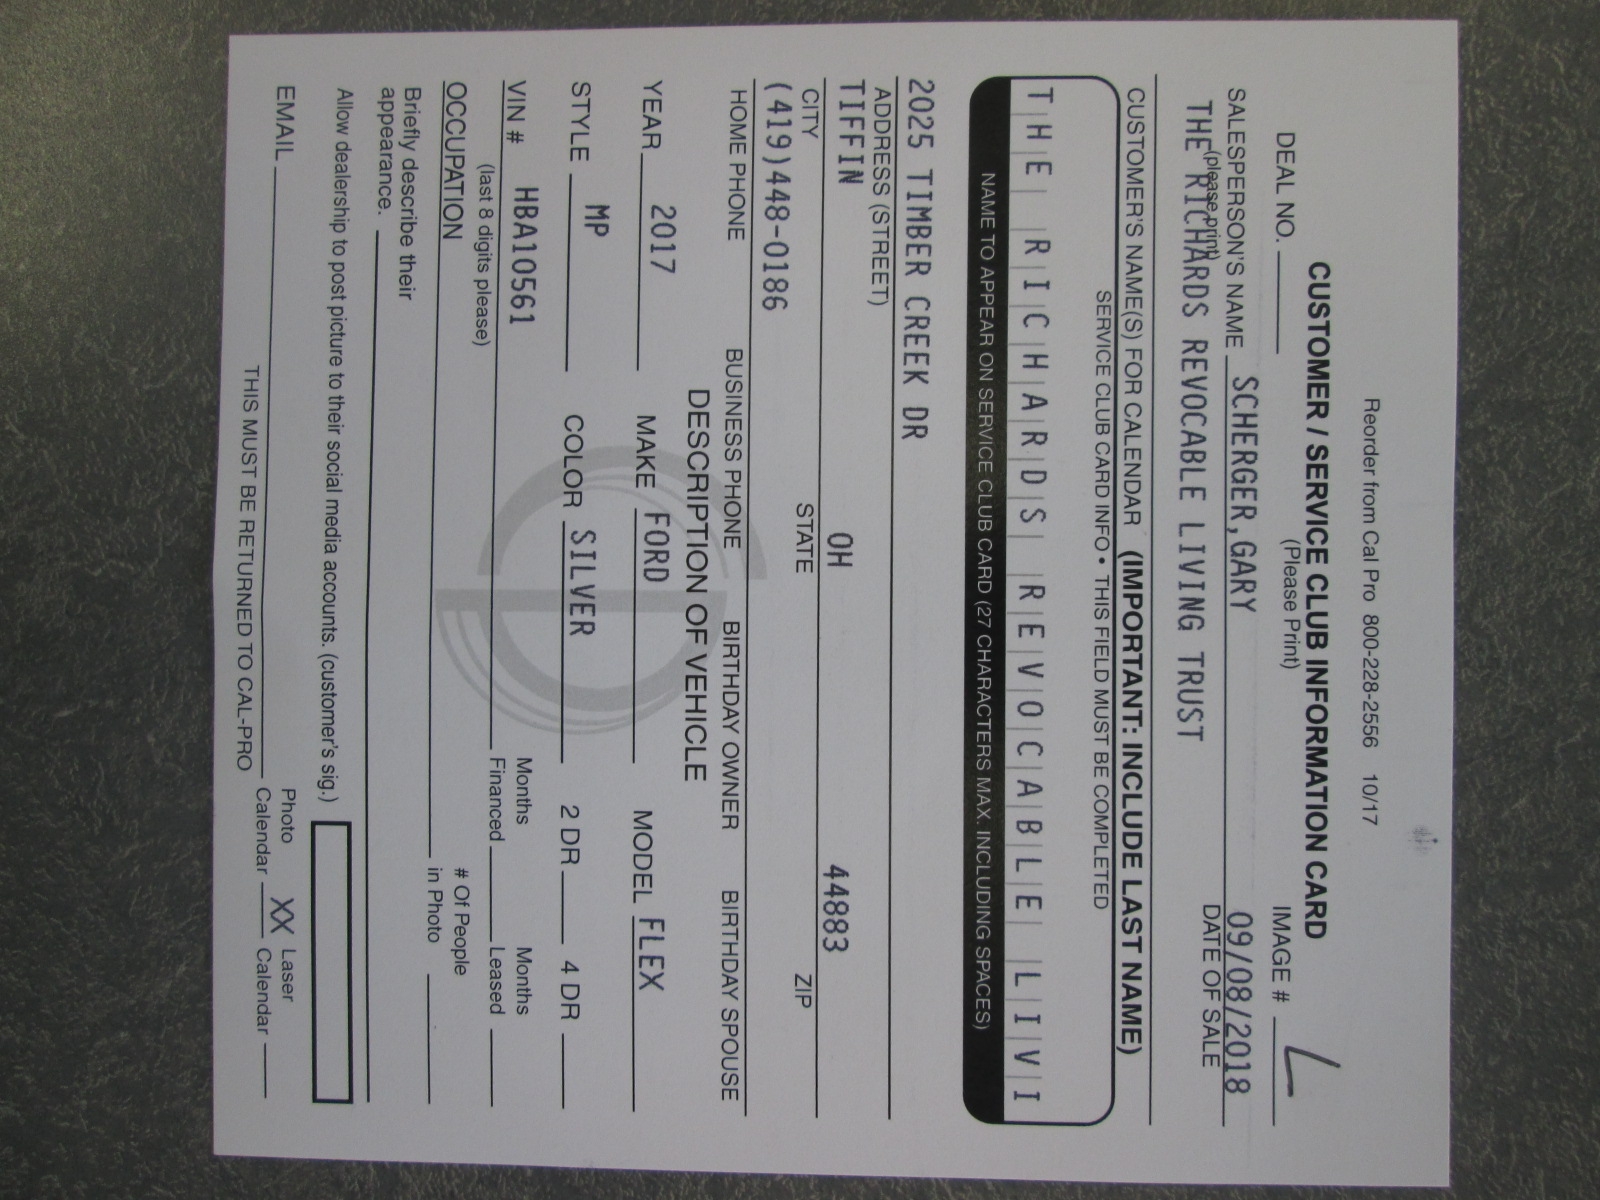 Reorder from Cal Pro 800-228-2556 10/17
CUSTOMER / SERVICE CLUB INFORMATION CARD
(Please Print)
DEAL NO. IMAGE #
SALESPERSON'S NAME SCHERGER,GARY 09/08/2018
(please print) DATE OF SALE
THE RICHARDS REVOCABLE LIVING TRUST
CUSTOMER'S NAME(S) FOR CALENDAR (IMPORTANT: INCLUDE LAST NAME)
SERVICE CLUB CARD INFO • THIS FIELD MUST BE COMPLETED
THE RICHARDS REVOCABLE LIVI
NAME TO APPEAR ON SERVICE CLUB CARD (27 CHARACTERS MAX. INCLUDING SPACES)
2025 TIMBER CREEK DR
ADDRESS (STREET)
TIFFIN OH 44883
CITY STATE ZIP
(419)448-0186
HOME PHONE BUSINESS PHONE BIRTHDAY OWNER BIRTHDAY SPOUSE
DESCRIPTION OF VEHICLE
YEAR 2017 MAKE FORD MODEL FLEX
STYLE MP COLOR SILVER 2 DR 4 DR
VIN # HBA10561 Months Financed Months Leased
(last 8 digits please)
OCCUPATION # Of People in Photo
Briefly describe their
appearance.
Allow dealership to post picture to their social media accounts. (customer's sig.)
EMAIL Photo Calendar XX Laser Calendar
THIS MUST BE RETURNED TO CAL-PRO